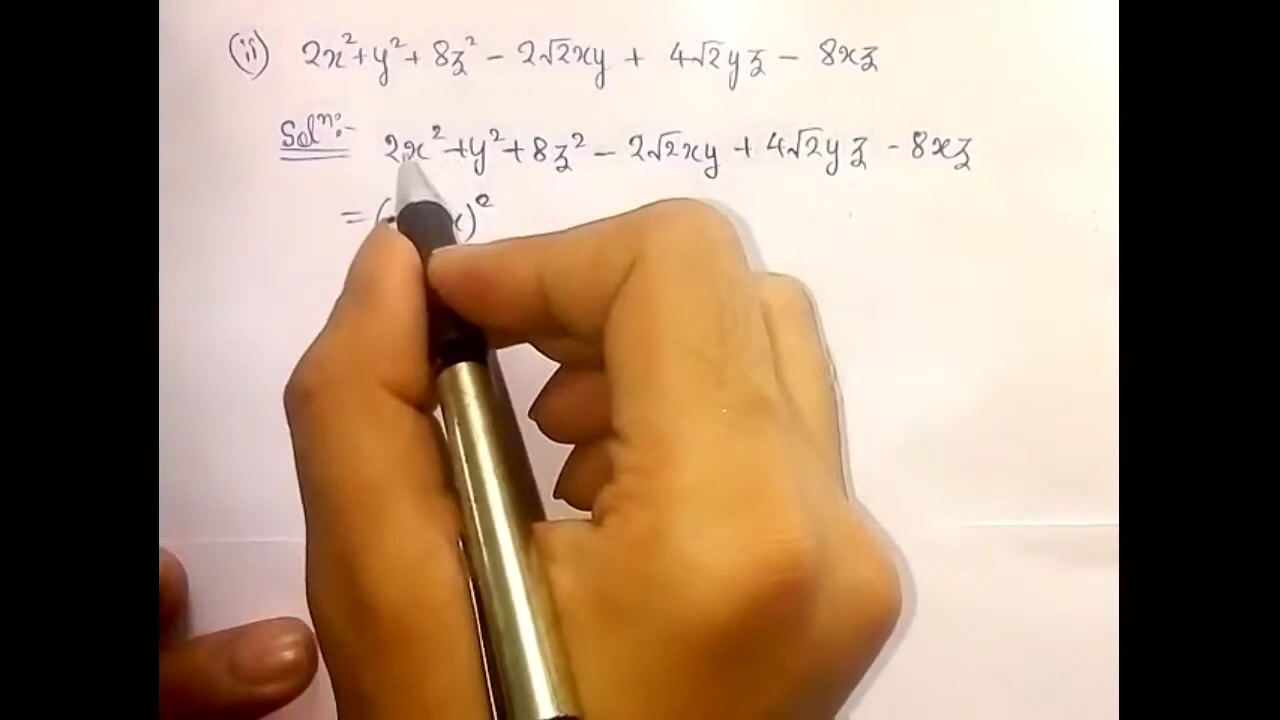 (ii) 2x²+y²+8z² - 2√2xy + 4√2yz - 8xz
Solⁿ:- 2x²+y²+8z² - 2√2xy + 4√2yz - 8xz
= ( x)²